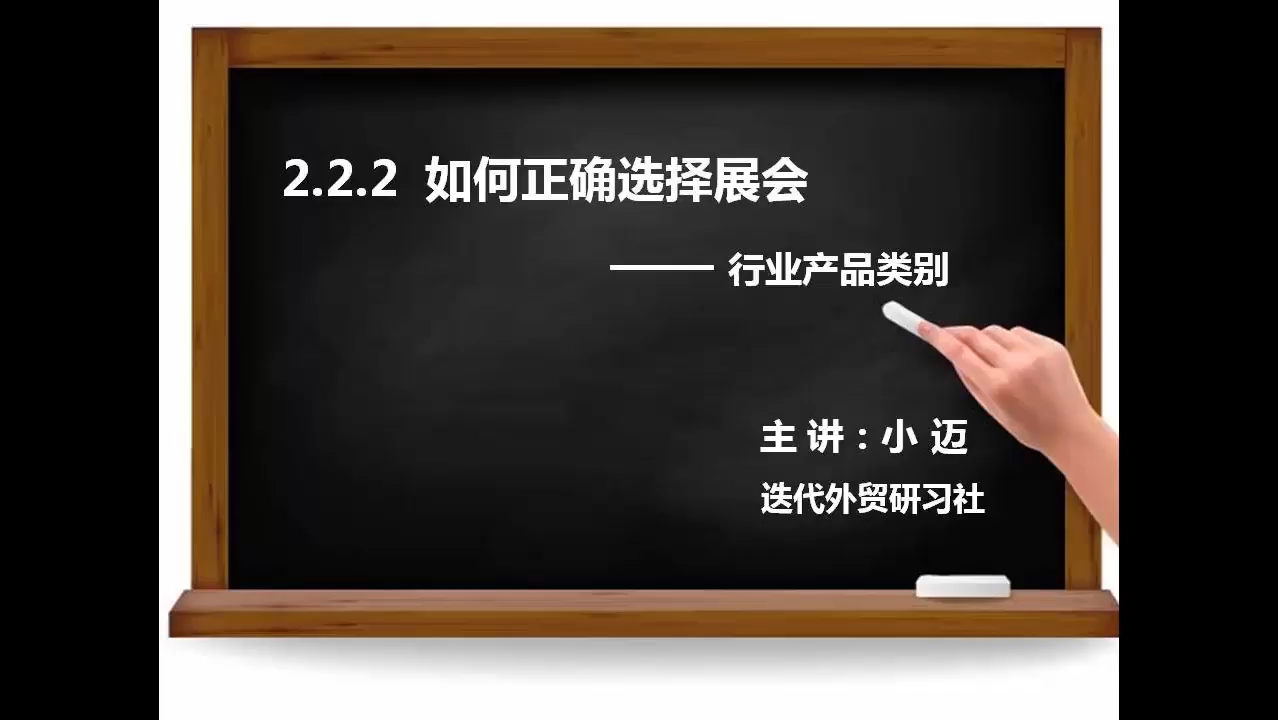 2.2.2 如何正确选择展会
—— 行业产品类别
主 讲：小 迈
迭代外贸研习社